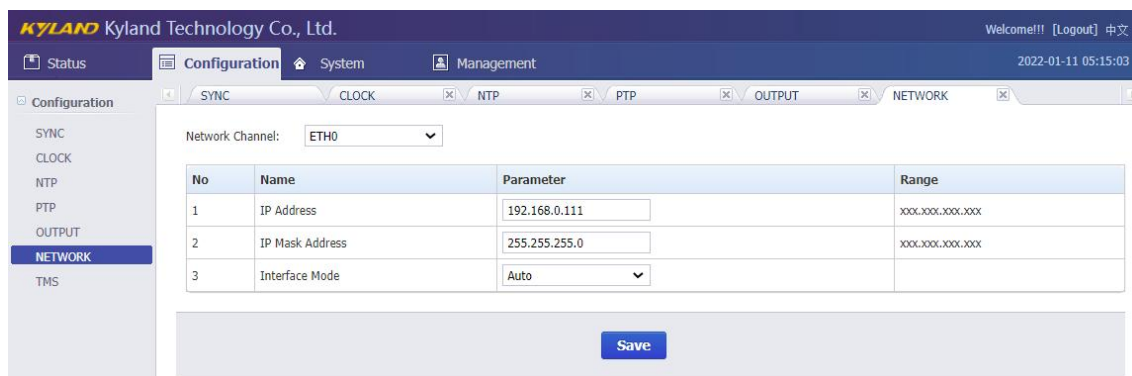 KYLAND Kyland Technology Co., Ltd. Welcome!!! [Logout] 中文
Status Configuration System Management 2022-01-11 05:15:03
Configuration
SYNC
CLOCK
NTP
PTP
OUTPUT
NETWORK
TMS
SYNC CLOCK NTP PTP OUTPUT NETWORK
Network Channel: ETH0
No Name Parameter Range
1 IP Address 192.168.0.111 xxx.xxx.xxx.xxx
2 IP Mask Address 255.255.255.0 xxx.xxx.xxx.xxx
3 Interface Mode Auto
Save